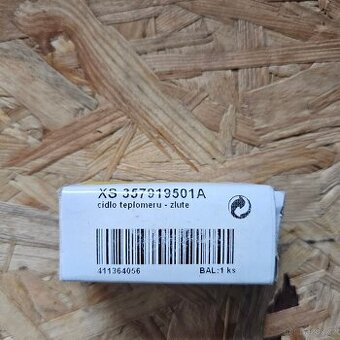 XS 357919501A
cidlo teplomeru - zlute
411364056
BAL:1 ks